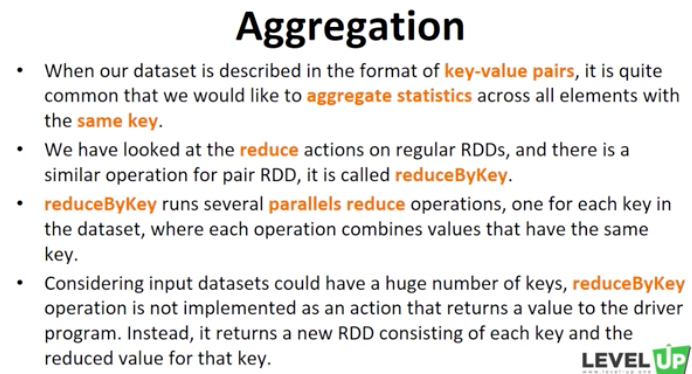 Aggregation
• When our dataset is described in the format of key-value pairs, it is quite
common that we would like to aggregate statistics across all elements with
the same key.
• We have looked at the reduce actions on regular RDDs, and there is a
similar operation for pair RDD, it is called reduceByKey.
• reduceByKey runs several parallels reduce operations, one for each key in
the dataset, where each operation combines values that have the same
key.
• Considering input datasets could have a huge number of keys, reduceByKey
operation is not implemented as an action that returns a value to the driver
program. Instead, it returns a new RDD consisting of each key and the
reduced value for that key.
LEVEL UP
www.level-up.one